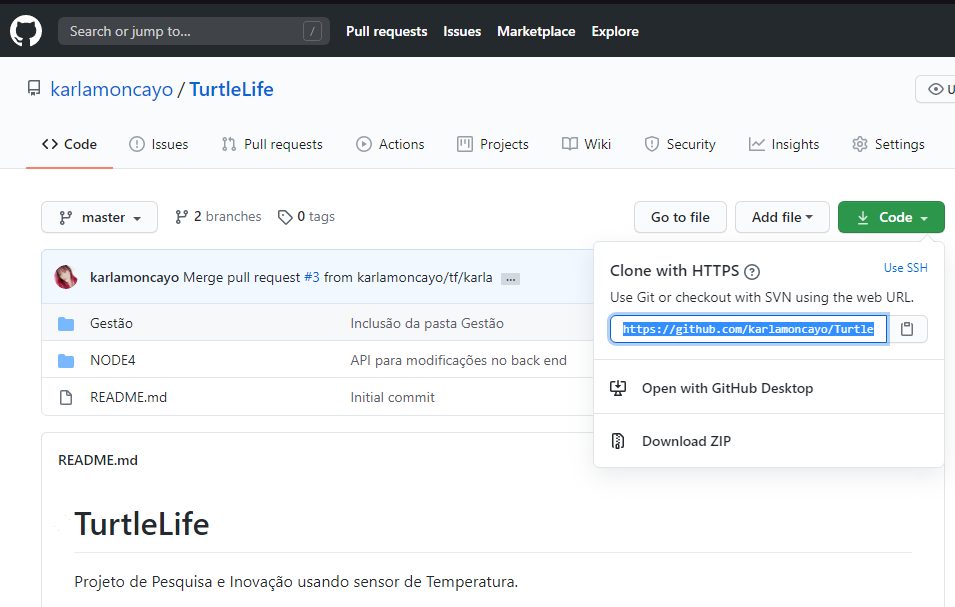 Search or jump to... / Pull requests Issues Marketplace Explore
karlamoncayo / TurtleLife
Code Issues Pull requests Actions Projects Wiki Security Insights Settings
master 2 branches 0 tags Go to file Add file Code
karlamoncayo Merge pull request #3 from karlamoncayo/tf/karla ...
Gestão Inclusão da pasta Gestão
NODE4 API para modificações no back end
README.md Initial commit
Clone with HTTPS ? Use SSH
Use Git or checkout with SVN using the web URL.
https://github.com/karlamoncayo/Turtle
Open with GitHub Desktop
Download ZIP
README.md
TurtleLife
Projeto de Pesquisa e Inovação usando sensor de Temperatura.